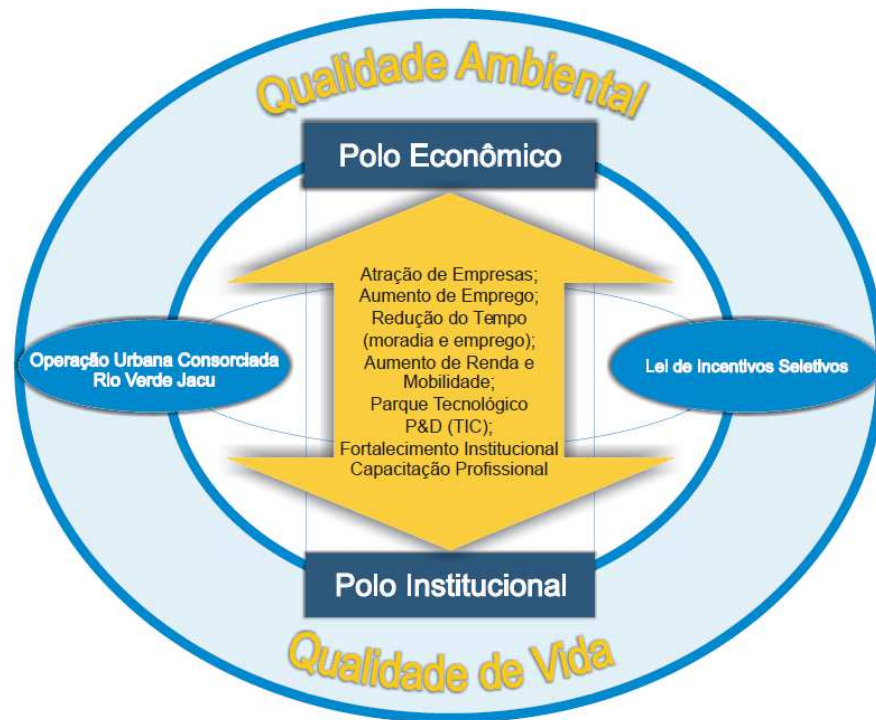 Qualidade Ambiental
Polo Econômico
Atração de Empresas;
Aumento de Emprego;
Redução do Tempo
(moradia e emprego);
Aumento de Renda e
Mobilidade;
Parque Tecnológico
P&D (TIC);
Fortalecimento Institucional
Capacitação Profissional
Operação Urbana Consorciada
Rio Verde Jacu
Lei de Incentivos Seletivos
Polo Institucional
Qualidade de Vida